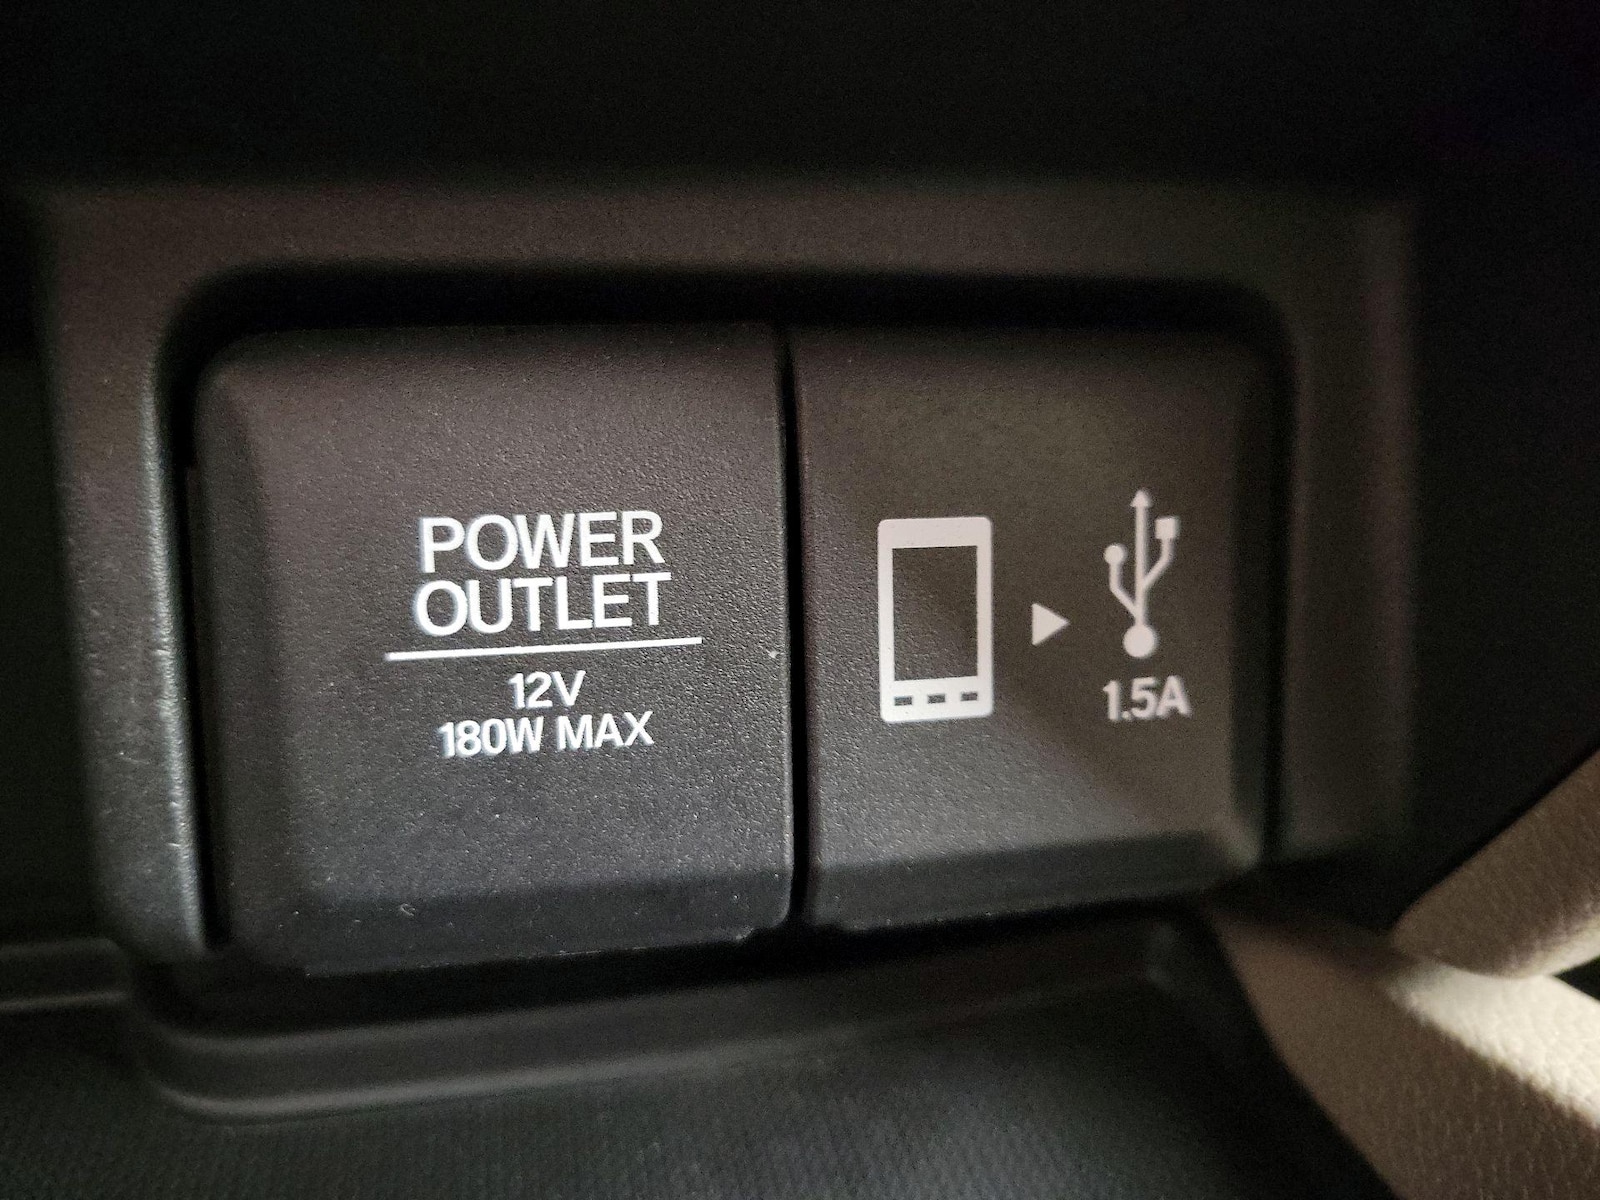 POWER
OUTLET
12V
180W MAX
1.5A